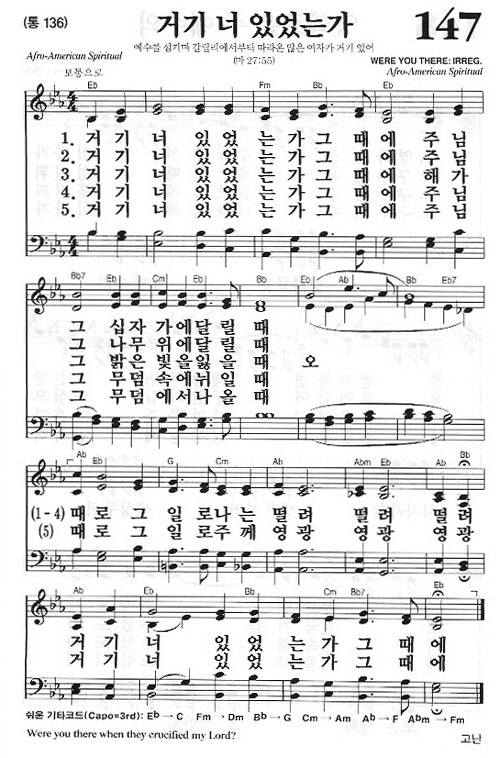 (통 136)
거기 너 있었는가
147
예수를 섬기며 갈릴리에서부터 따라온 많은 여자가 거기 있어
(마 27:55)
Afro-American Spiritual
WERE YOU THERE: IRREG.
Afro-American Spiritual
보통으로
Eb Fm Bb Eb
1. 거 기 너 있 었 는 가 그 때 에 주 님
2. 거 기 너 있 었 는 가 그 때 에 주 님
3. 거 기 너 있 었 는 가 그 때 에 해 가
4. 거 기 너 있 었 는 가 그 때 에 주 님
5. 거 기 너 있 었 는 가 그 때 에 주 님
Bb7 Eb Cm Eb Bb Eb Ab Bb Eb7
그 십 자 가 에 달 릴 때
그 나 무 위 에 달 릴 때
그 밝 은 빛 을 잃 을 때 오
그 무 덤 속 에 뉘 일 때
그 무 덤 에 서 나 올 때
Ab Eb G Cm Ab Abm Eb Ab Bb
(1-4) 때 로 그 일 로 나 는 떨 려 떨 려 떨 려
(5) 때 로 그 일 로 주 께 영 광 영 광 영 광
Ab Eb Bb Eb Fm Cm Bb7 Eb
거 기 너 있 었 는 가 그 때 에
거 기 너 있 었 는 가 그 때 에
쉬운 기타코드(Capo=3rd): Eb → C Fm → Dm Bb → G Cm → Am Ab → F Abm → Fm
Were you there when they crucified my Lord?
고난